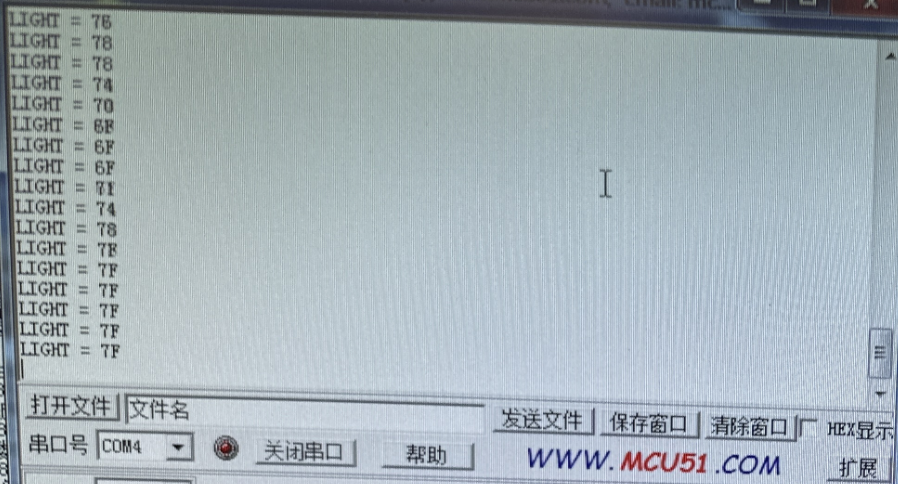 LIGHT = 76
LIGHT = 78
LIGHT = 78
LIGHT = 74
LIGHT = 70
LIGHT = 6B
LIGHT = 6F
LIGHT = 6F
LIGHT =
LIGHT = 74
LIGHT = 78
LIGHT = 7B
LIGHT = 7F
LIGHT = 7F
LIGHT = 7F
LIGHT = 7F
LIGHT = 7F
打开文件 文件名 发送文件 保存窗口 清除窗口 HEX显示
串口号 COM4 关闭串口 帮助 WWW.MCU51.COM 扩展